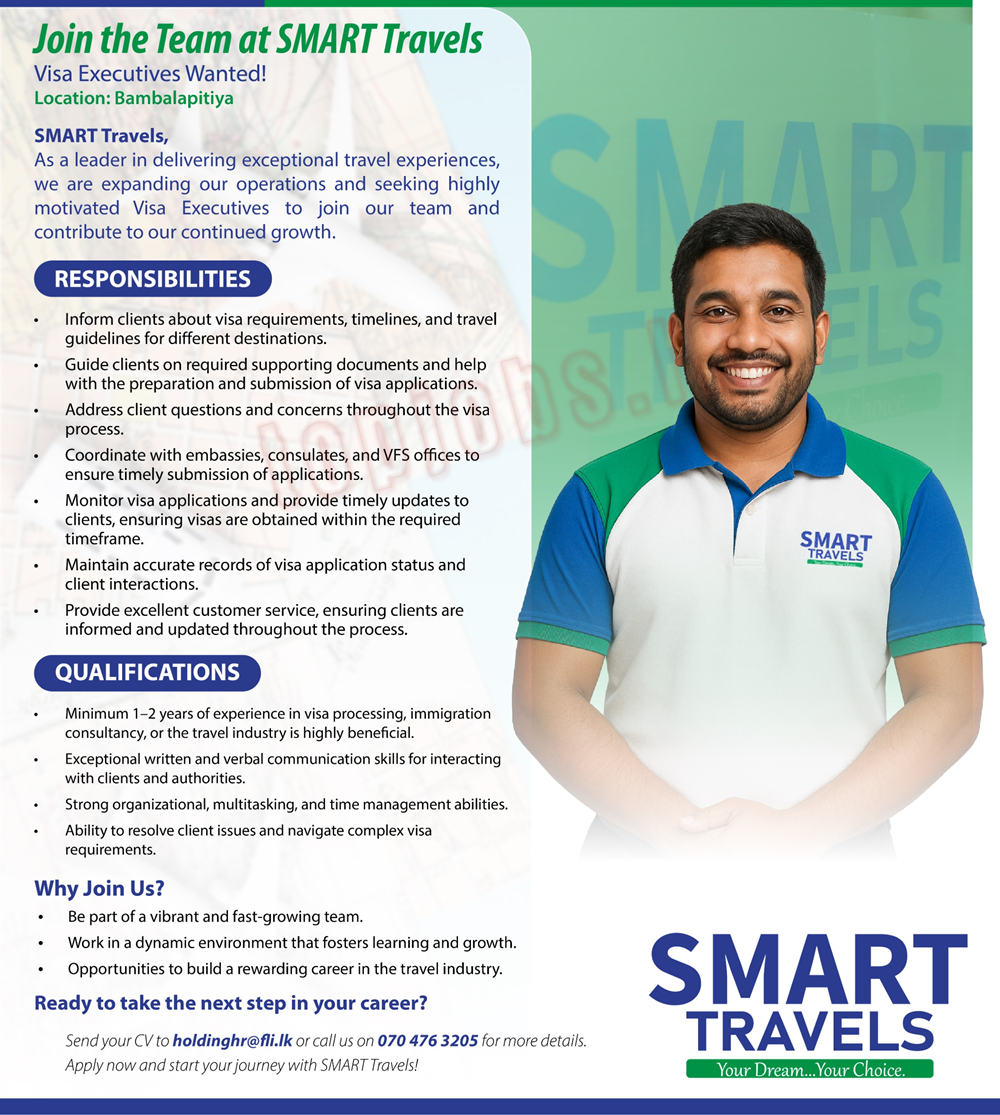 Join the Team at SMART Travels
Visa Executives Wanted!
Location: Bambalapitiya
SMART Travels,
As a leader in delivering exceptional travel experiences,
we are expanding our operations and seeking highly
motivated Visa Executives to join our team and
contribute to our continued growth.
RESPONSIBILITIES
• Inform clients about visa requirements, timelines, and travel
guidelines for different destinations.
• Guide clients on required supporting documents and help
with the preparation and submission of visa applications.
• Address client questions and concerns throughout the visa
process.
• Coordinate with embassies, consulates, and VFS offices to
ensure timely submission of applications.
• Monitor visa applications and provide timely updates to
clients, ensuring visas are obtained within the required
timeframe.
• Maintain accurate records of visa application status and
client interactions.
• Provide excellent customer service, ensuring clients are
informed and updated throughout the process.
QUALIFICATIONS
• Minimum 1–2 years of experience in visa processing, immigration
consultancy, or the travel industry is highly beneficial.
• Exceptional written and verbal communication skills for interacting
with clients and authorities.
• Strong organizational, multitasking, and time management abilities.
• Ability to resolve client issues and navigate complex visa
requirements.
Why Join Us?
• Be part of a vibrant and fast-growing team.
• Work in a dynamic environment that fosters learning and growth.
• Opportunities to build a rewarding career in the travel industry.
Ready to take the next step in your career?
Send your CV to holdinghr@fli.lk or call us on 070 476 3205 for more details.
Apply now and start your journey with SMART Travels!
SMART
TRAVELS
SMART
TRAVELS
SMART
TRAVELS
Your Dream...Your Choice.